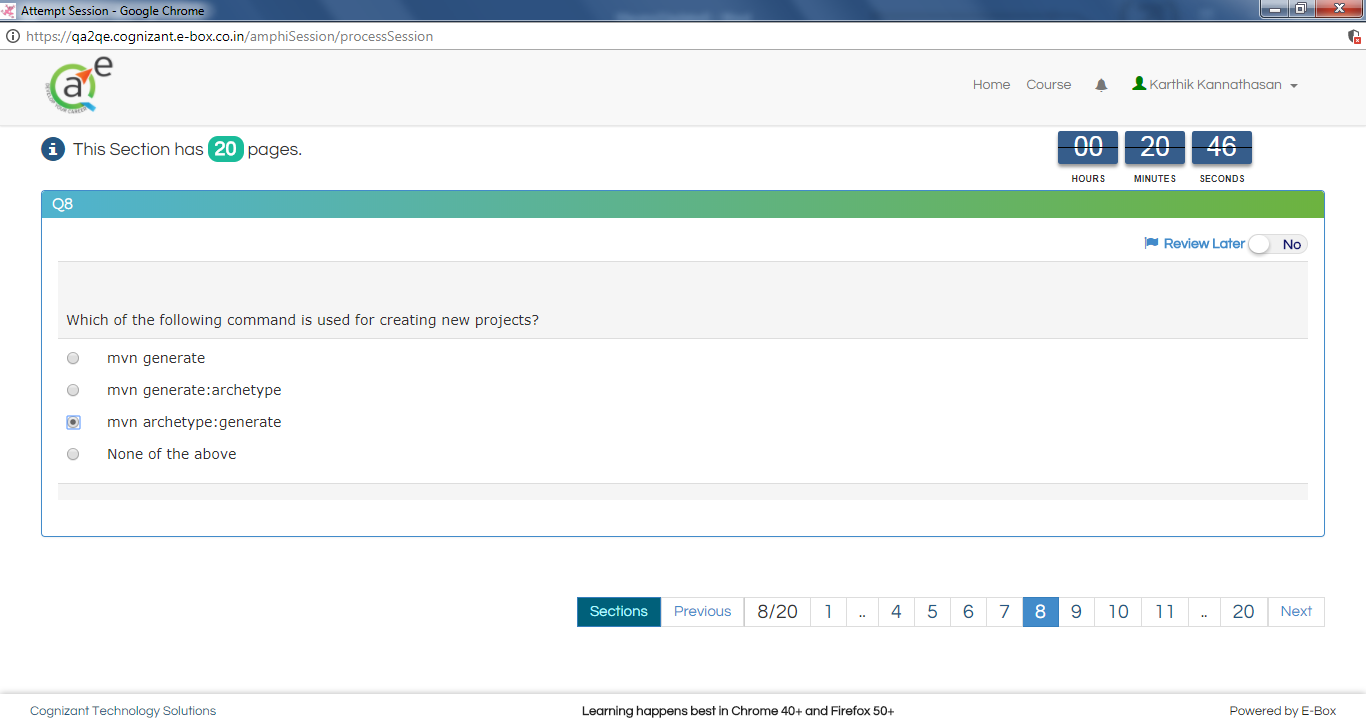 Attempt Session - Google Chrome
https://qa2qe.cognizant.e-box.co.in/amphiSession/processSession
a e
DEVELOP YOUR CAREER
Home Course Karthik Kannathasan
This Section has 20 pages.
00 20 46
HOURS MINUTES SECONDS
Q8
Review Later No
Which of the following command is used for creating new projects?
mvn generate
mvn generate:archetype
mvn archetype:generate
None of the above
Sections Previous 8/20 1 .. 4 5 6 7 8 9 10 11 .. 20 Next
Cognizant Technology Solutions Learning happens best in Chrome 40+ and Firefox 50+ Powered by E-Box